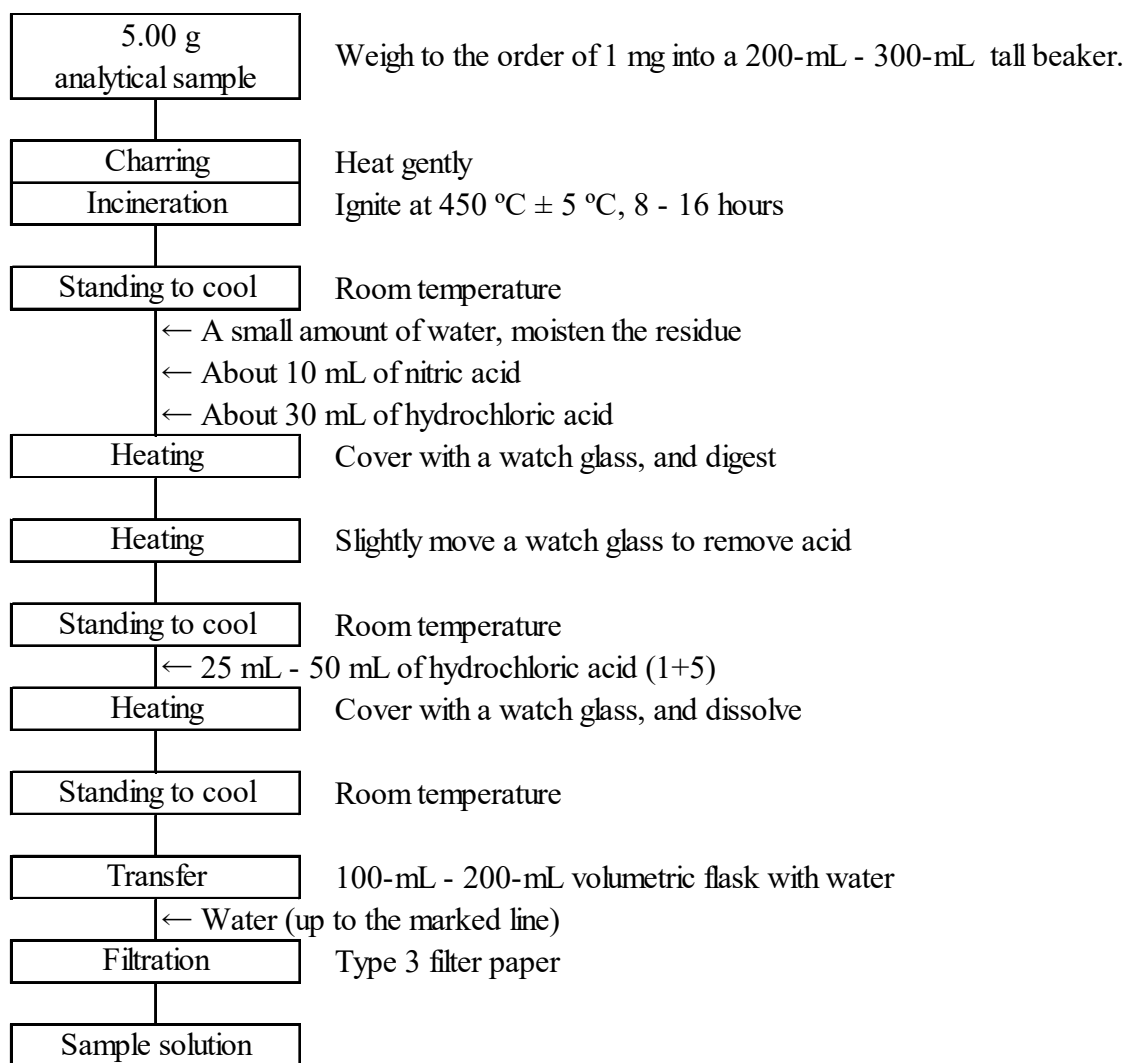 5.00 g
analytical sample
Weigh to the order of 1 mg into a 200-mL - 300-mL tall beaker.
Charring
Heat gently
Incineration
Ignite at 450 ºC ± 5 ºC, 8 - 16 hours
Standing to cool
Room temperature
← A small amount of water, moisten the residue
← About 10 mL of nitric acid
← About 30 mL of hydrochloric acid
Heating
Cover with a watch glass, and digest
Heating
Slightly move a watch glass to remove acid
Standing to cool
Room temperature
← 25 mL - 50 mL of hydrochloric acid (1+5)
Heating
Cover with a watch glass, and dissolve
Standing to cool
Room temperature
Transfer
100-mL - 200-mL volumetric flask with water
← Water (up to the marked line)
Filtration
Type 3 filter paper
Sample solution